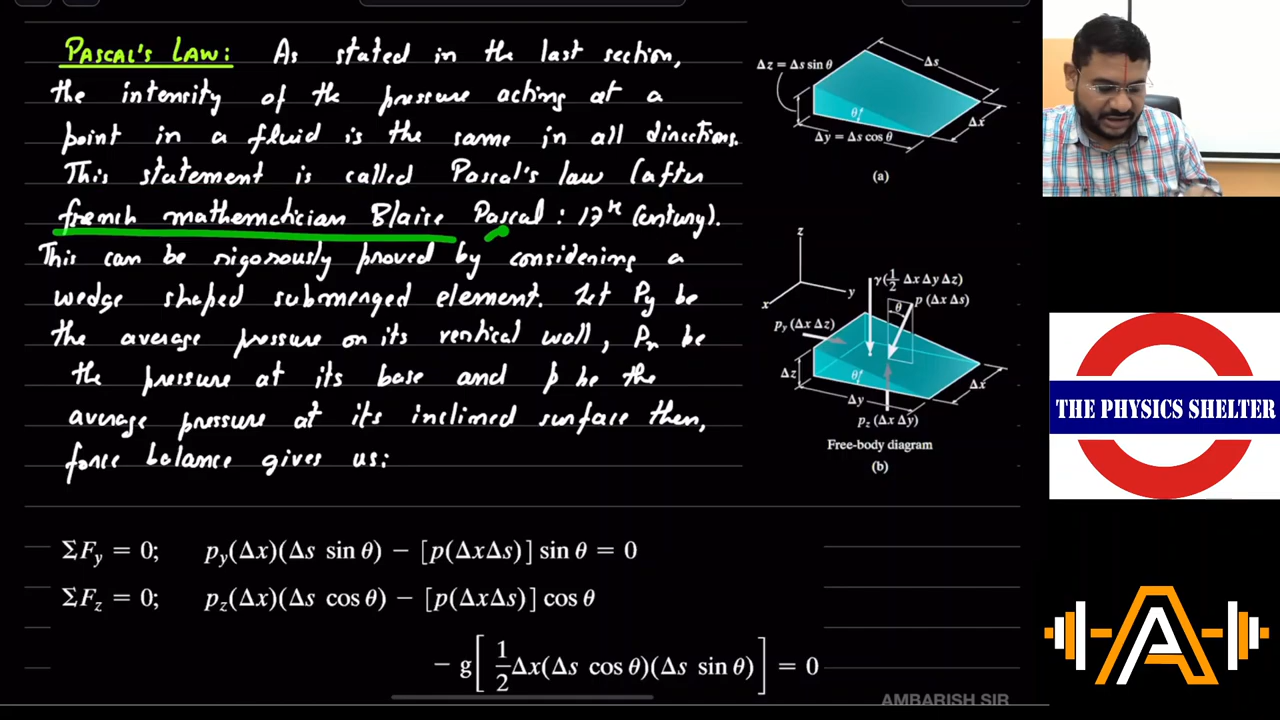 PASCAL'S LAW: As stated in the last section,
the intensity of the pressure acting at a
point in a fluid is the same in all directions.
This statement is called Pascal's law (after
french mathematician Blaise Pascal : 17th Century).
This can be rigorously proved by considering a
wedge shaped submenged element. Let Py be
the average pressure on its vertical wall, Pz be
the pressure at its base and p be the
average pressure at its inclined surface then,
force balance gives us:
ΣFy = 0; py(Δx)(Δs sin θ) − [p(ΔxΔs)] sin θ = 0
ΣFz = 0; pz(Δx)(Δs cos θ) − [p(ΔxΔs)] cos θ
− g[ 1/2 Δx(Δs cos θ)(Δs sin θ) ] = 0
Δz = Δs sin θ
Δs
θ
Δx
Δy = Δs cos θ
(a)
z
y
x
γ(1/2 Δx Δy Δz)
p (Δx Δs)
θ
py (Δx Δz)
Δz
θ
Δy
Δx
pz (Δx Δy)
Free-body diagram
(b)
THE PHYSICS SHELTER
A
AMBARISH SIR